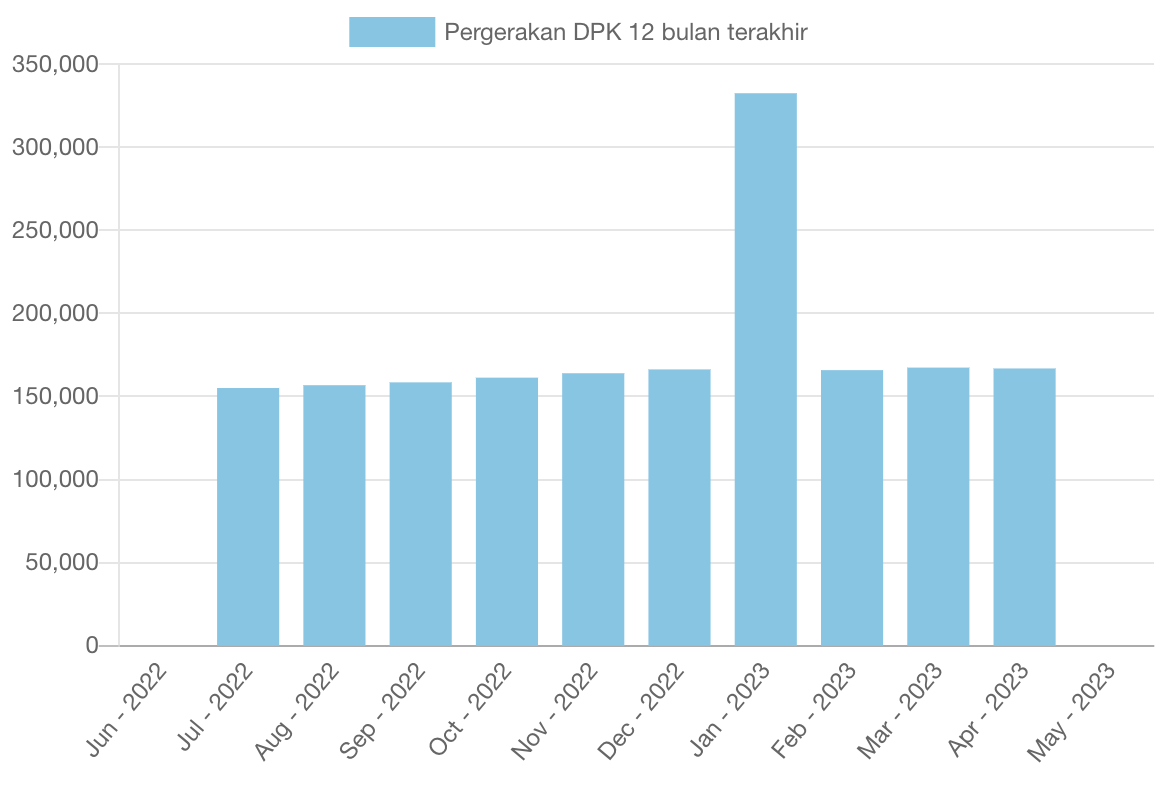 Pergerakan DPK 12 bulan terakhir
350,000
300,000
250,000
200,000
150,000
100,000
50,000
0
Jun - 2022
Jul - 2022
Aug - 2022
Sep - 2022
Oct - 2022
Nov - 2022
Dec - 2022
Jan - 2023
Feb - 2023
Mar - 2023
Apr - 2023
May - 2023